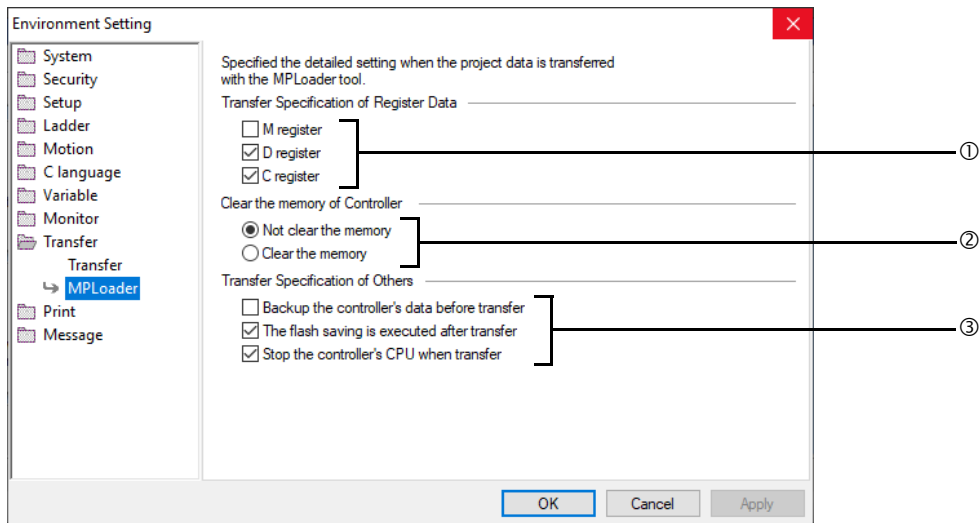 Environment Setting
System
Security
Setup
Ladder
Motion
C language
Variable
Monitor
Transfer
Transfer
MPLoader
Print
Message
Specified the detailed setting when the project data is transferred
with the MPLoader tool.
Transfer Specification of Register Data
M register
D register
C register
①
Clear the memory of Controller
Not clear the memory
Clear the memory
②
Transfer Specification of Others
Backup the controller's data before transfer
The flash saving is executed after transfer
Stop the controller's CPU when transfer
③
OK
Cancel
Apply